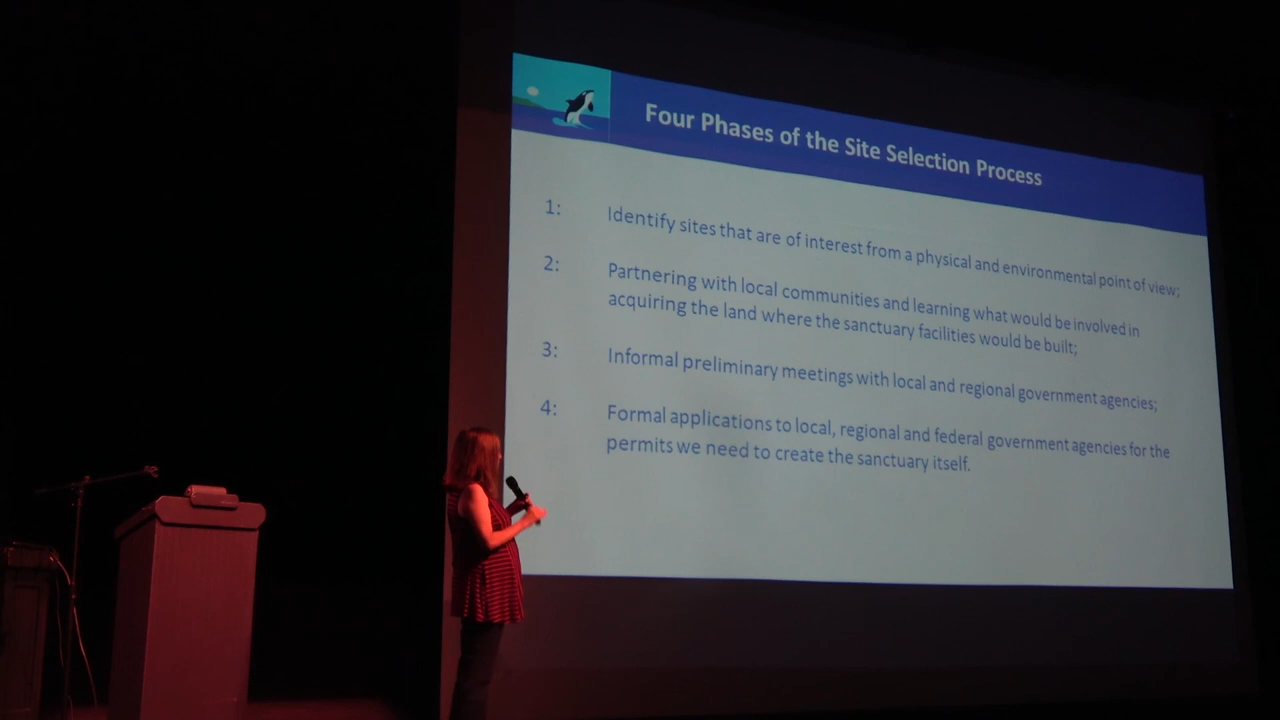 Four Phases of the Site Selection Process
1: Identify sites that are of interest from a physical and environmental point of view;
2: Partnering with local communities and learning what would be involved in
acquiring the land where the sanctuary facilities would be built;
3: Informal preliminary meetings with local and regional government agencies;
4: Formal applications to local, regional and federal government agencies for the
permits we need to create the sanctuary itself.